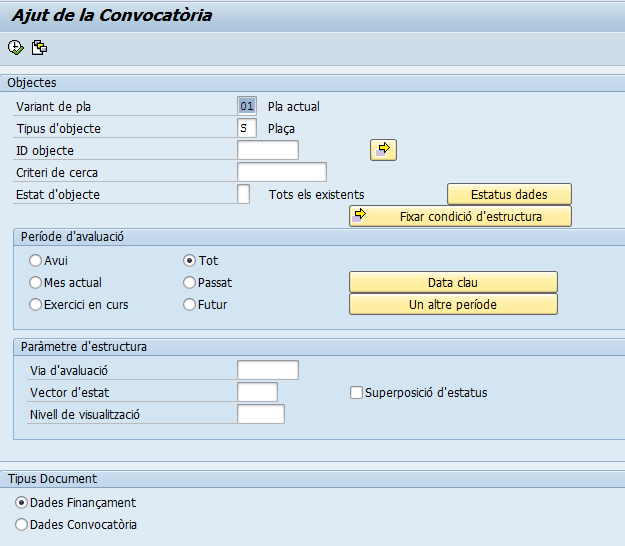 Ajut de la Convocatòria
Objectes
Variant de pla 01 Pla actual
Tipus d'objecte S Plaça
ID objecte
Criteri de cerca
Estat d'objecte Tots els existents Estatus dades
Fixar condició d'estructura
Període d'avaluació
Avui Tot
Mes actual Passat Data clau
Exercici en curs Futur Un altre període
Paràmetre d'estructura
Via d'avaluació
Vector d'estat Superposició d'estatus
Nivell de visualització
Tipus Document
Dades Finançament
Dades Convocatòria